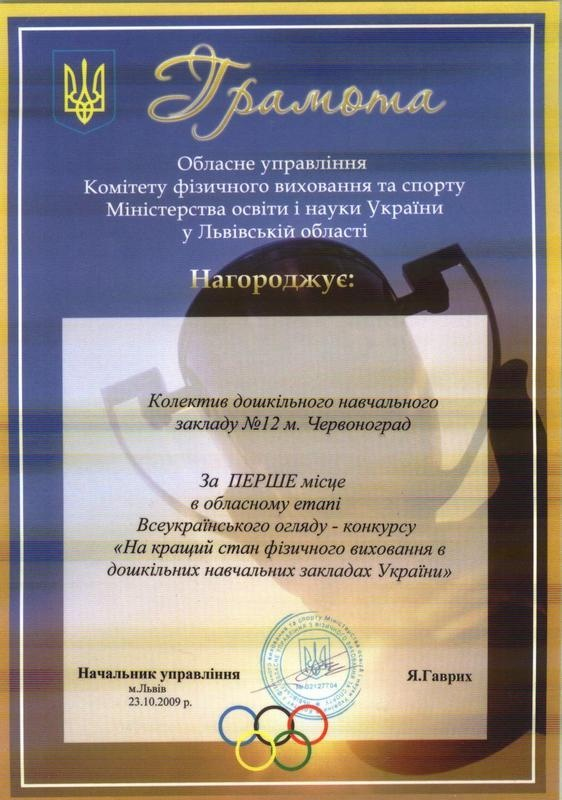 Грамота
Обласне управління
Комітету фізичного виховання та спорту
Міністерства освіти і науки України
у Львівській області
Нагороджує:
Колектив дошкільного навчального
закладу №12 м. Червоноград
За ПЕРШЕ місце
в обласному етапі
Всеукраїнського огляду - конкурсу
«На кращий стан фізичного виховання в
дошкільних навчальних закладах України»
Начальник управління
Я.Гаврих
м.Львів
23.10.2009 р.
№ 02127704